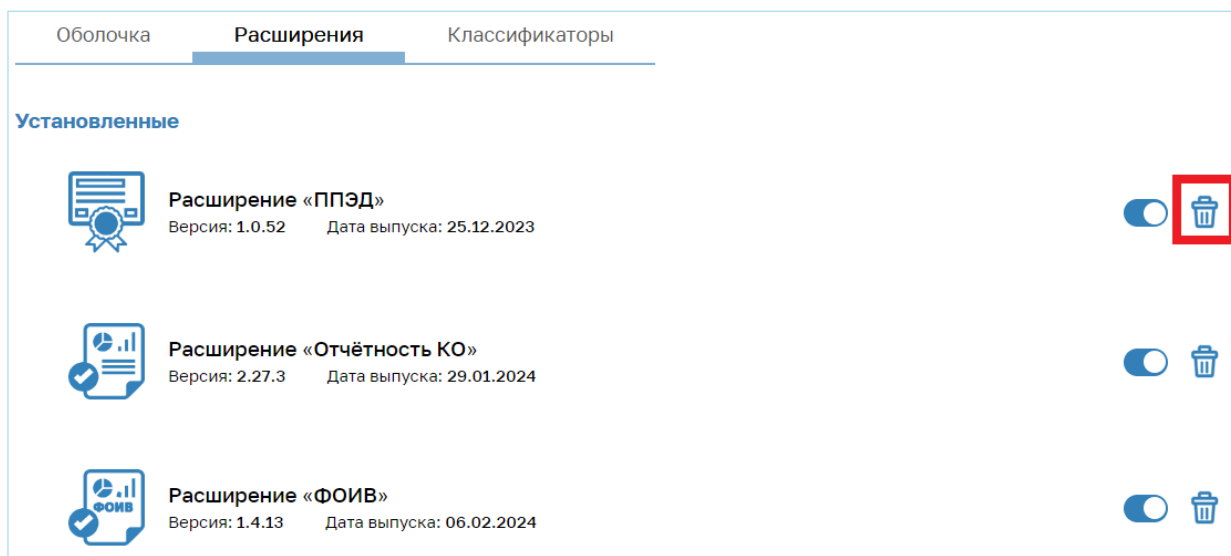 Оболочка Расширения Классификаторы
Установленные
Расширение «ППЭД»
Версия: 1.0.52 Дата выпуска: 25.12.2023
Расширение «Отчётность КО»
Версия: 2.27.3 Дата выпуска: 29.01.2024
ФОИВ
Расширение «ФОИВ»
Версия: 1.4.13 Дата выпуска: 06.02.2024